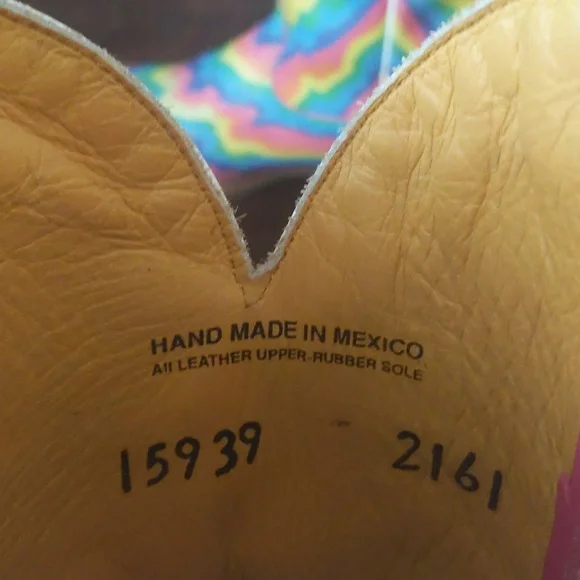 HAND MADE IN MEXICO
All LEATHER UPPER-RUBBER SOLE
15939 2161